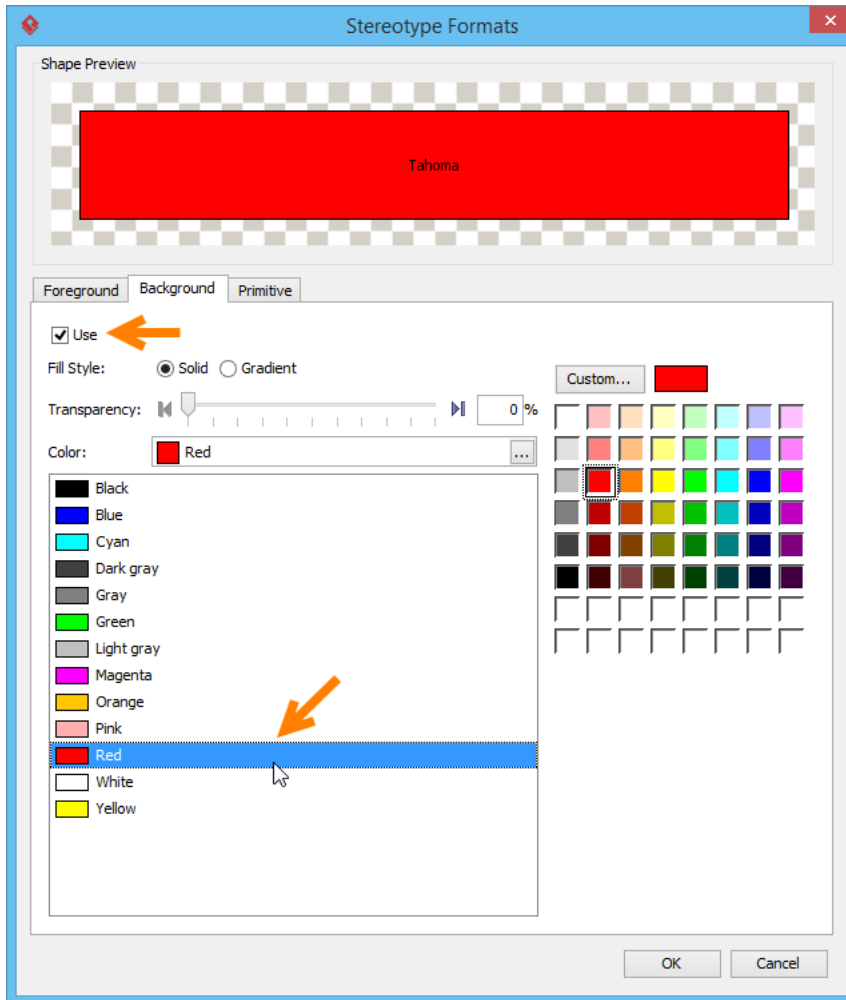 Stereotype Formats
Shape Preview
Tahoma
Foreground Background Primitive
Use
Fill Style: Solid Gradient
Transparency: 0 %
Custom...
Color: Red ...
Black
Blue
Cyan
Dark gray
Gray
Green
Light gray
Magenta
Orange
Pink
Red
White
Yellow
OK Cancel